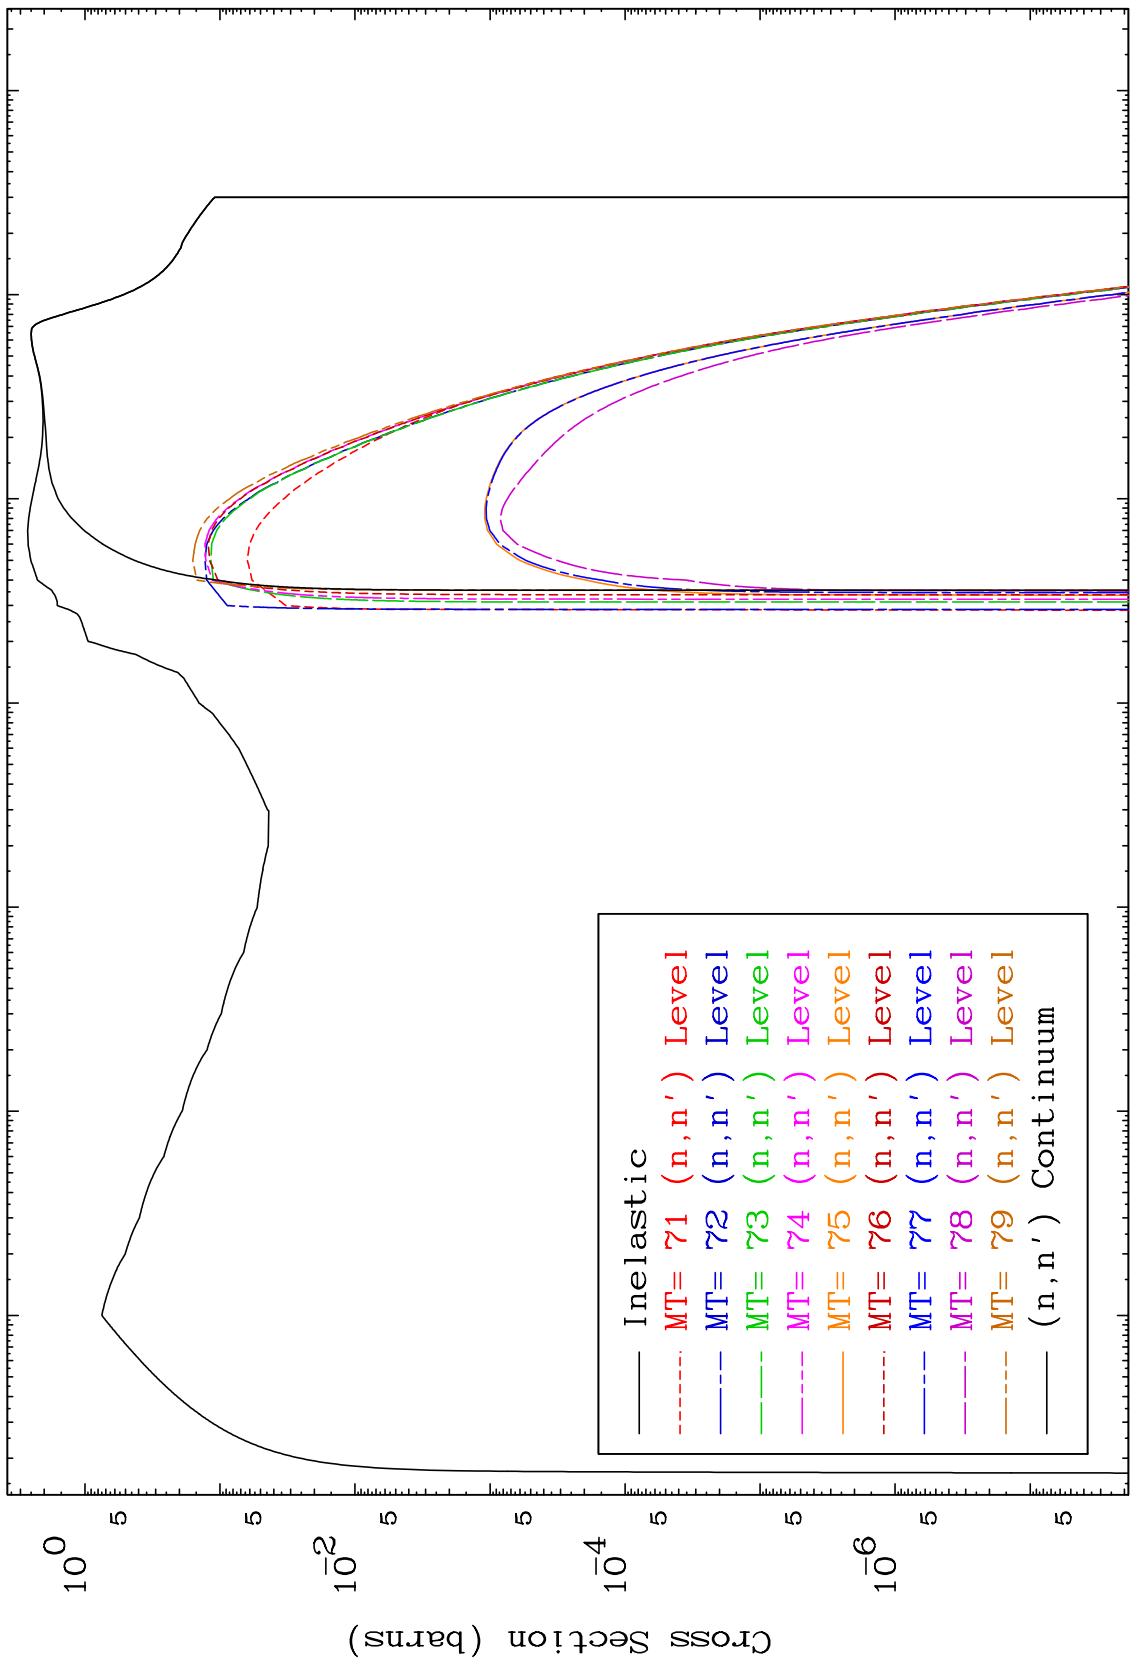 Cross Section (barns)
10^0
5
5
10^-2
5
5
10^-4
5
5
10^-6
5
5
Inelastic
MT= 71 (n,n') Level
MT= 72 (n,n') Level
MT= 73 (n,n') Level
MT= 74 (n,n') Level
MT= 75 (n,n') Level
MT= 76 (n,n') Level
MT= 77 (n,n') Level
MT= 78 (n,n') Level
MT= 79 (n,n') Level
(n,n') Continuum